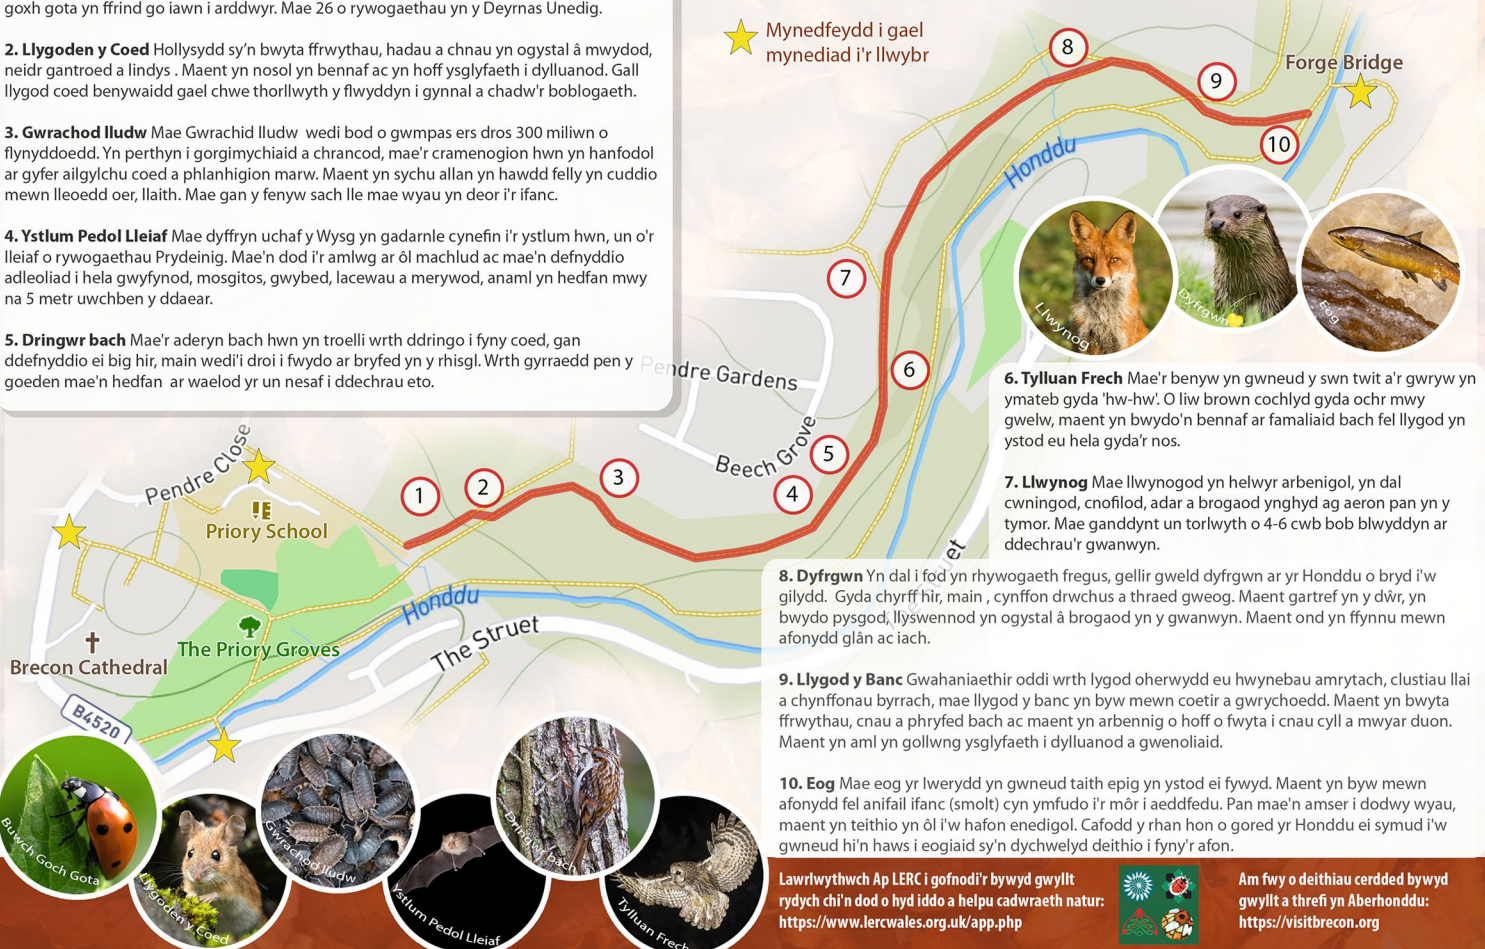 goxh gota yn ffrind go iawn i arddwyr. Mae 26 o rywogaethau yn y Deyrnas Unedig.
2. Llygoden y Coed Hollysydd sy'n bwyta ffrwythau, hadau a chnau yn ogystal â mwydod,
neidr gantroed a lindys . Maent yn nosol yn bennaf ac yn hoff ysglyfaeth i dylluanod. Gall
llygod coed benywaidd gael chwe thorllwyth y flwyddyn i gynnal a chadw'r boblogaeth.
3. Gwrachod lludw Mae Gwrachid lludw  wedi bod o gwmpas ers dros 300 miliwn o
flynyddoedd. Yn perthyn i gorgimychiaid a chrancod, mae'r cramenogion hwn yn hanfodol
ar gyfer ailgylchu coed a phlanhigion marw. Maent yn sychu allan yn hawdd felly yn cuddio
mewn lleoedd oer, llaith. Mae gan y fenyw sach lle mae wyau yn deor i'r ifanc.
4. Ystlum Pedol Lleiaf Mae dyffryn uchaf y Wysg yn gadarnle cynefin i'r ystlum hwn, un o'r
lleiaf o rywogaethau Prydeinig. Mae'n dod i'r amlwg ar ôl machlud ac mae'n defnyddio
adleoliad i hela gwyfynod, mosgitos, gwybed, lacewau a merywod, anaml yn hedfan mwy
na 5 metr uwchben y ddaear.
5. Dringwr bach Mae'r aderyn bach hwn yn troelli wrth ddringo i fyny coed, gan
ddefnyddio ei big hir, main wedi'i droi i fwydo ar bryfed yn y rhisgl. Wrth gyrraedd pen y
goeden mae'n hedfan  ar waelod yr un nesaf i ddechrau eto.
Mynedfeydd i gael
mynediad i'r llwybr
8
9
Forge Bridge
10
Honddu
7
6
Pendre Gardens
Beech Grove
5
4
3
2
1
Pendre Close
Priory School
Honddu
The Struet
The Struet
The Priory Groves
Brecon Cathedral
B4520
Llwynog
Dyfrgwn
Eog
6. Tylluan Frech Mae'r benyw yn gwneud y swn twit a'r gwryw yn
ymateb gyda 'hw-hw'. O liw brown cochlyd gyda ochr mwy
gwelw, maent yn bwydo'n bennaf ar famaliaid bach fel llygod yn
ystod eu hela gyda'r nos.
7. Llwynog Mae llwynogod yn helwyr arbenigol, yn dal
cwningod, cnofilod, adar a brogaod ynghyd ag aeron pan yn y
tymor. Mae ganddynt un torlwyth o 4-6 cwb bob blwyddyn ar
ddechrau'r gwanwyn.
8. Dyfrgwn Yn dal i fod yn rhywogaeth fregus, gellir gweld dyfrgwn ar yr Honddu o bryd i'w
gilydd.  Gyda chyrff hir, main , cynffon drwchus a thraed gweog. Maent gartref yn y dŵr, yn
bwydo pysgod, llyswennod yn ogystal â brogaod yn y gwanwyn. Maent ond yn ffynnu mewn
afonydd glân ac iach.
9. Llygod y Banc Gwahaniaethir oddi wrth lygod oherwydd eu hwynebau amrytach, clustiau llai
a chynffonau byrrach, mae llygod y banc yn byw mewn coetir a gwrychoedd. Maent yn bwyta
ffrwythau, cnau a phryfed bach ac maent yn arbennig o hoff o fwyta i cnau cyll a mwyar duon.
Maent yn aml yn gollwng ysglyfaeth i dylluanod a gwenoliaid.
10. Eog Mae eog yr Iwerydd yn gwneud taith epig yn ystod ei fywyd. Maent yn byw mewn
afonydd fel anifail ifanc (smolt) cyn ymfudo i'r môr i aeddfedu. Pan mae'n amser i dodwy wyau,
maent yn teithio yn ôl i'w hafon enedigol. Cafodd y rhan hon o gored yr Honddu ei symud i'w
gwneud hi'n haws i eogiaid sy'n dychwelyd deithio i fyny'r afon.
Buwch Goch Gota
Llygoden y Coed
Gwrachod lludw
Ystlum Pedol Lleiaf
Dringwr bach
Tylluan Frech
Lawrlwythwch Ap LERC i gofnodi'r bywyd gwyllt
rydych chi'n dod o hyd iddo a helpu cadwraeth natur:
https://www.lercwales.org.uk/app.php
Am fwy o deithiau cerdded bywyd
gwyllt a threfi yn Aberhonddu:
https://visitbrecon.org